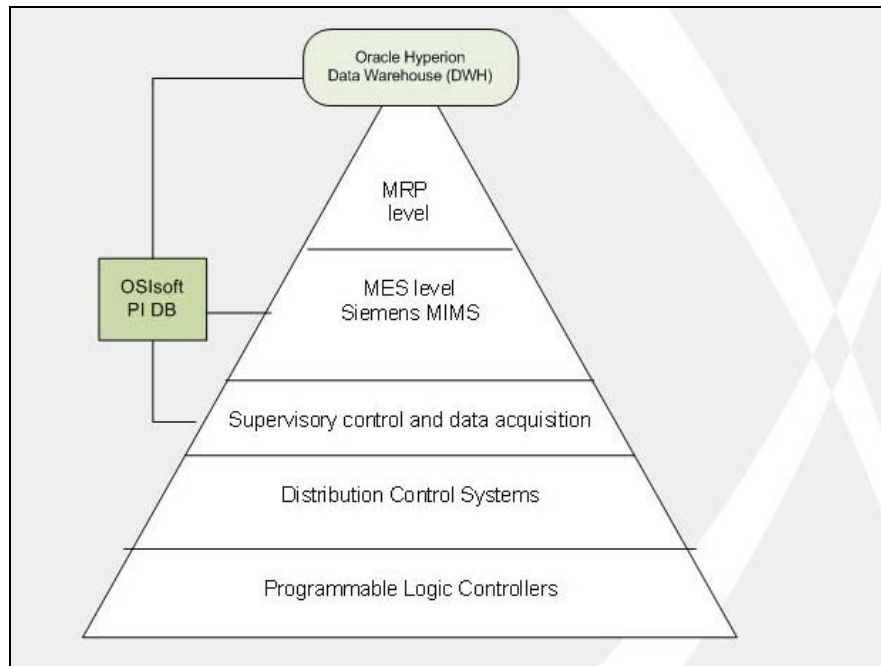 Oracle Hyperion
Data Warehouse (DWH)
MRP
level
OSIsoft
PI DB
MES level
Siemens MIMS
Supervisory control and data acquisition
Distribution Control Systems
Programmable Logic Controllers